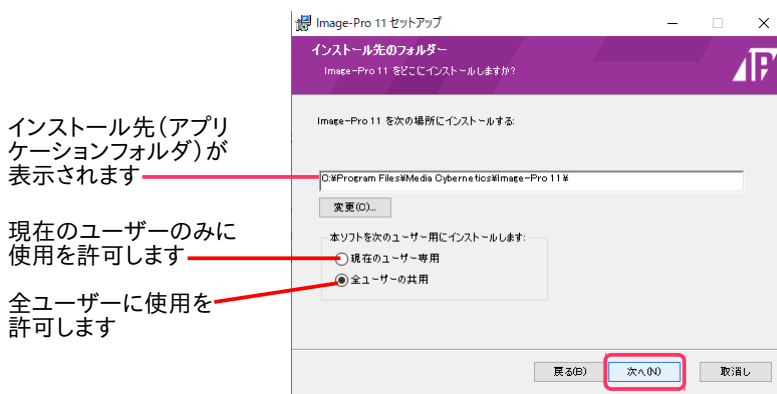 Image-Pro 11 セットアップ
インストール先のフォルダー
Image-Pro 11 をどこにインストールしますか?
Image-Pro 11 を次の場所にインストールする:
インストール先(アプリ
ケーションフォルダ)が
表示されます
C:¥Program Files¥Media Cybernetics¥Image-Pro 11¥
変更(C)...
本ソフトを次のユーザー用にインストールします:
現在のユーザーのみに
使用を許可します
現在のユーザー専用
全ユーザーの共用
全ユーザーに使用を
許可します
戻る(B)
次へ(N)
取消し